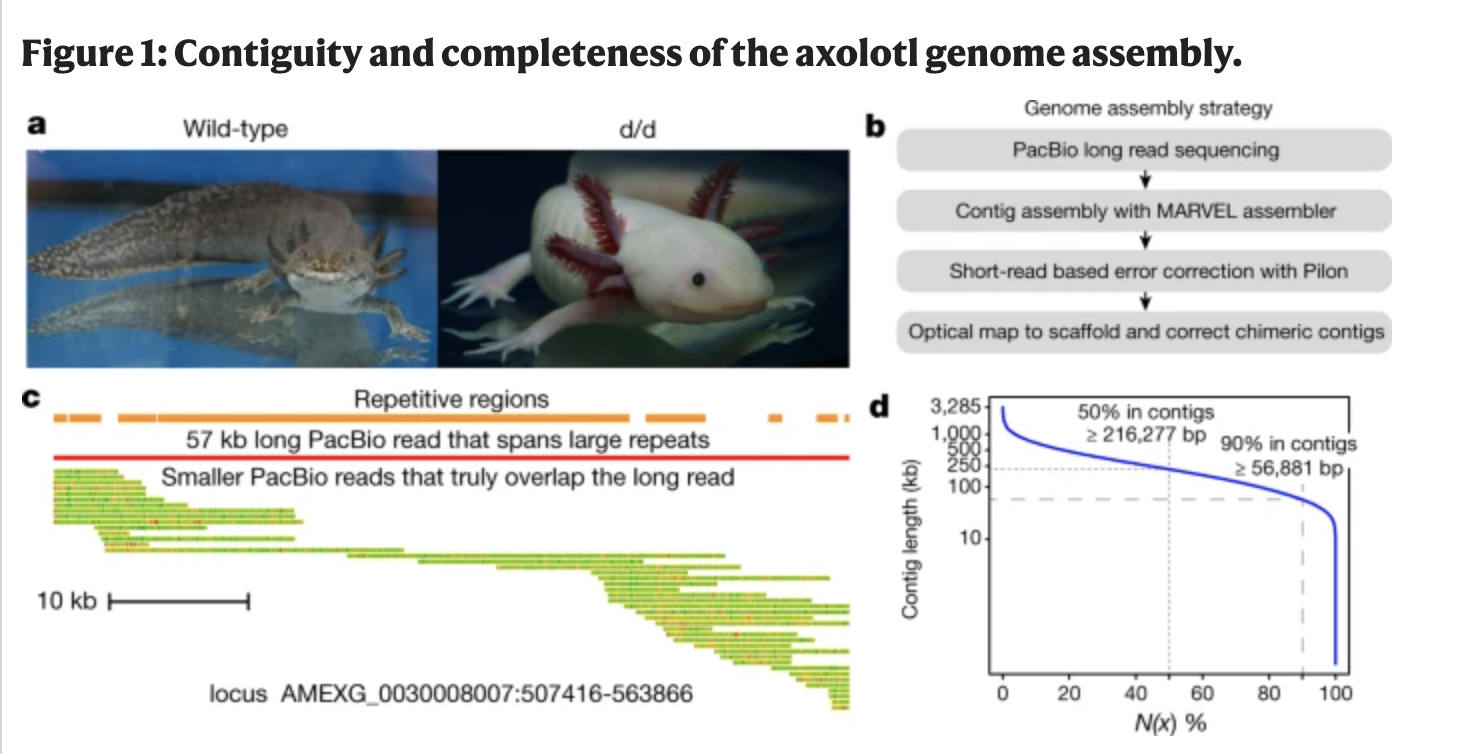 Figure 1: Contiguity and completeness of the axolotl genome assembly.
a
Wild-type
d/d
b
Genome assembly strategy
PacBio long read sequencing
Contig assembly with MARVEL assembler
Short-read based error correction with Pilon
Optical map to scaffold and correct chimeric contigs
c
Repetitive regions
57 kb long PacBio read that spans large repeats
Smaller PacBio reads that truly overlap the long read
10 kb
locus AMEXG_0030008007:507416-563866
d
50% in contigs
≥ 216,277 bp
90% in contigs
≥ 56,881 bp
Contig length (kb)
3,285
1,000
500
250
100
10
0 20 40 60 80 100
N(x) %